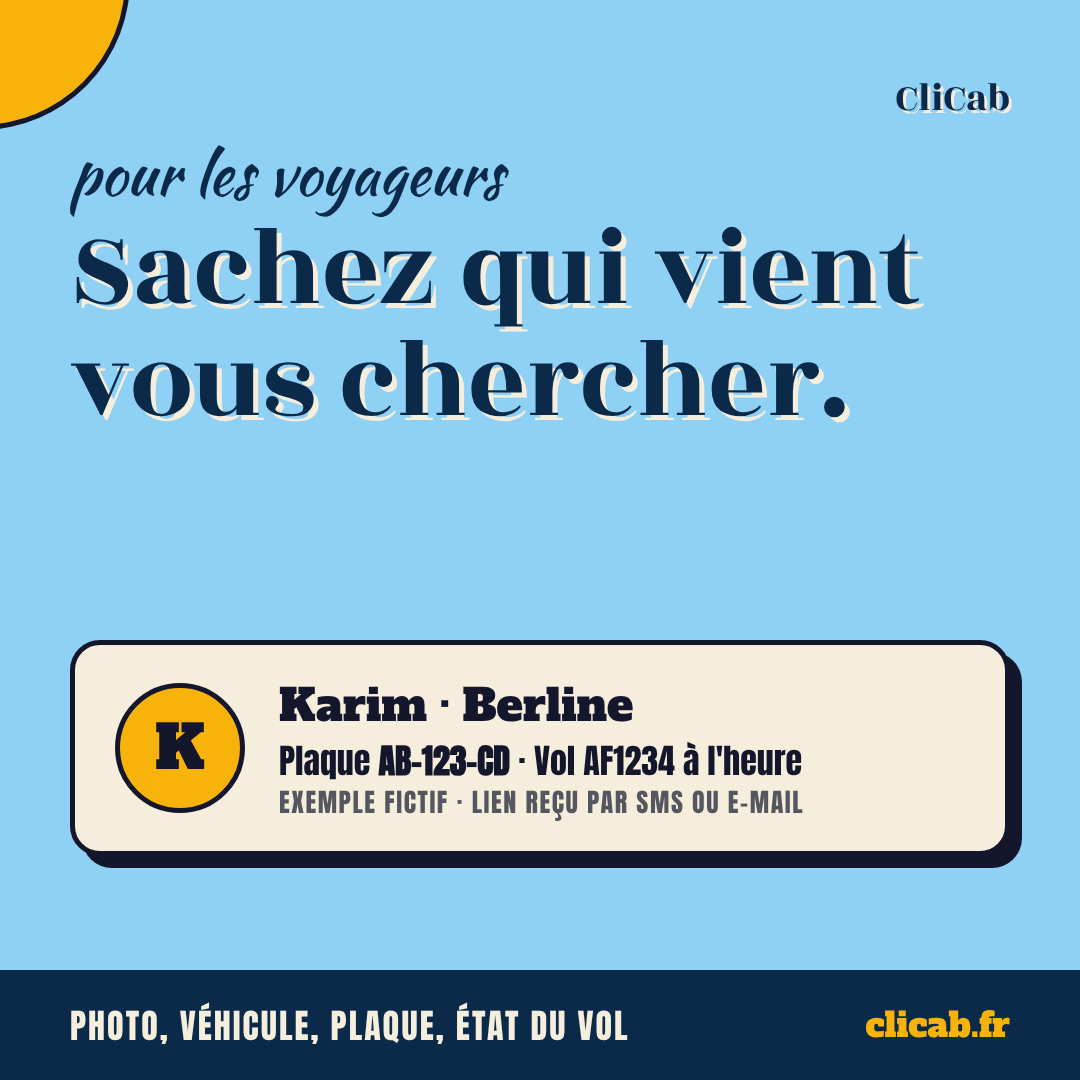 CliCab
pour les voyageurs
Sachez qui vient
vous chercher.
K
Karim · Berline
Plaque AB-123-CD · Vol AF1234 à l'heure
EXEMPLE FICTIF · LIEN REÇU PAR SMS OU E-MAIL
PHOTO, VÉHICULE, PLAQUE, ÉTAT DU VOL
clicab.fr